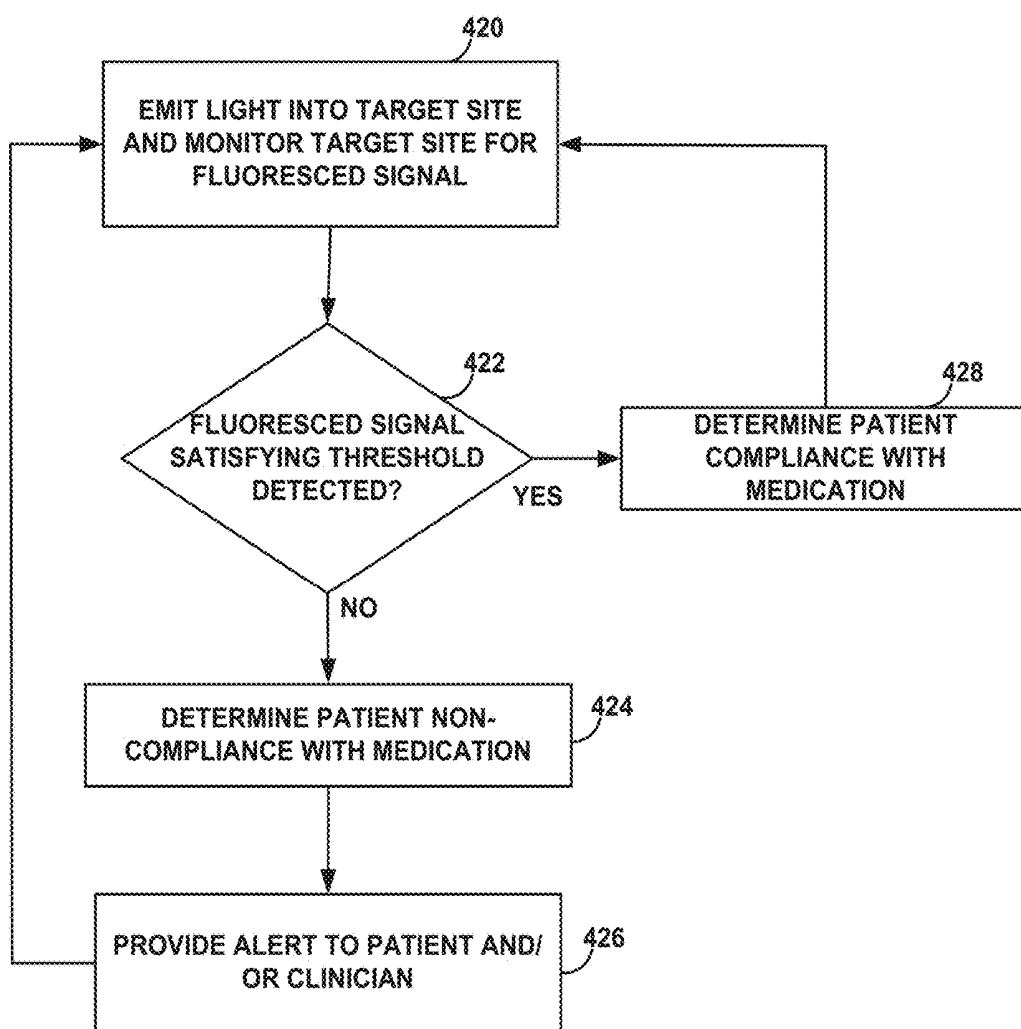 420
EMIT LIGHT INTO TARGET SITE
AND MONITOR TARGET SITE FOR
FLUORESCED SIGNAL
422
FLUORESCED SIGNAL
SATISFYING THRESHOLD
DETECTED?
YES
428
DETERMINE PATIENT
COMPLIANCE WITH
MEDICATION
NO
424
DETERMINE PATIENT NON-
COMPLIANCE WITH MEDICATION
426
PROVIDE ALERT TO PATIENT AND/
OR CLINICIAN